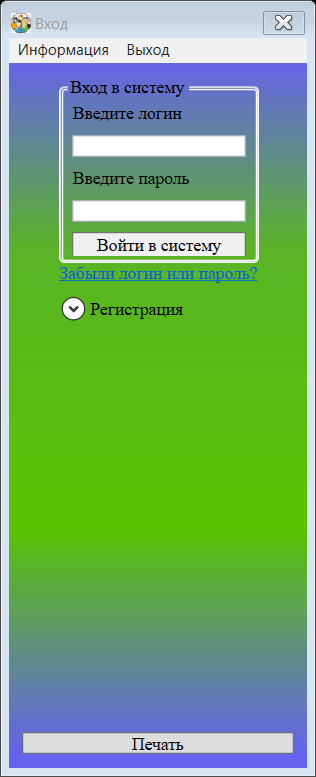 Вход
Информация Выход
Вход в систему
Введите логин
Введите пароль
Войти в систему
Забыли логин или пароль?
Регистрация
Печать